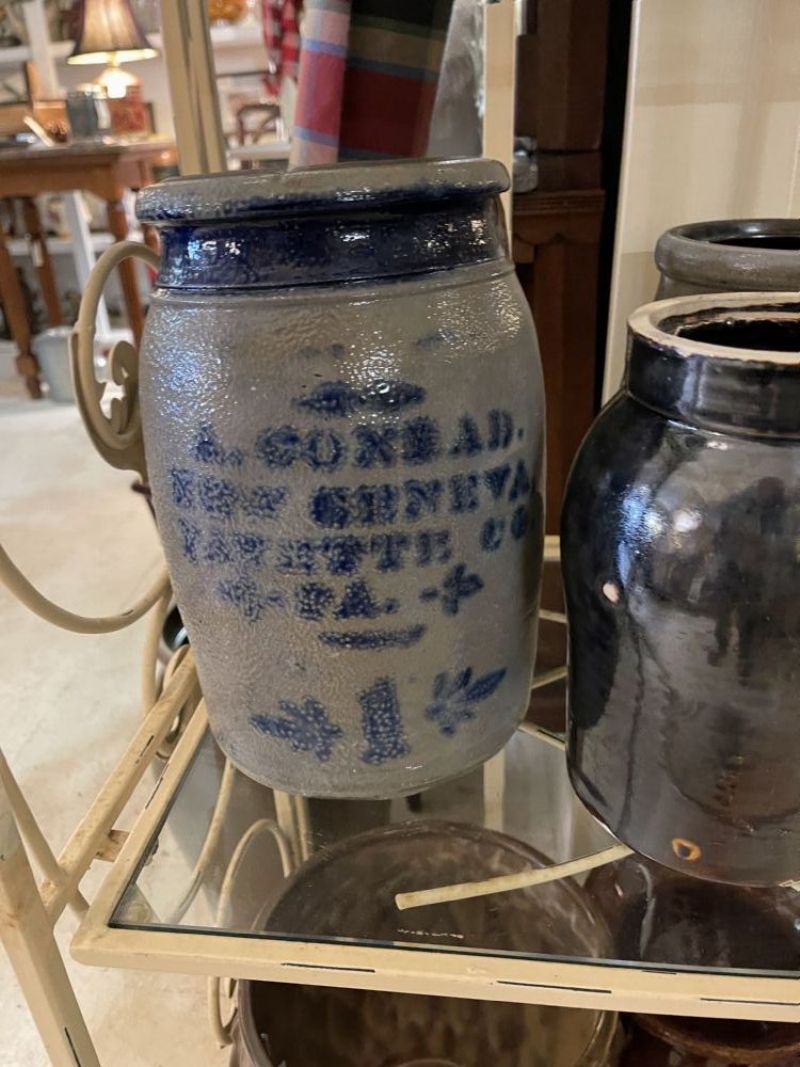 A. CONRAD.
NEW GENEVA,
FAYETTE CO
PA.
1